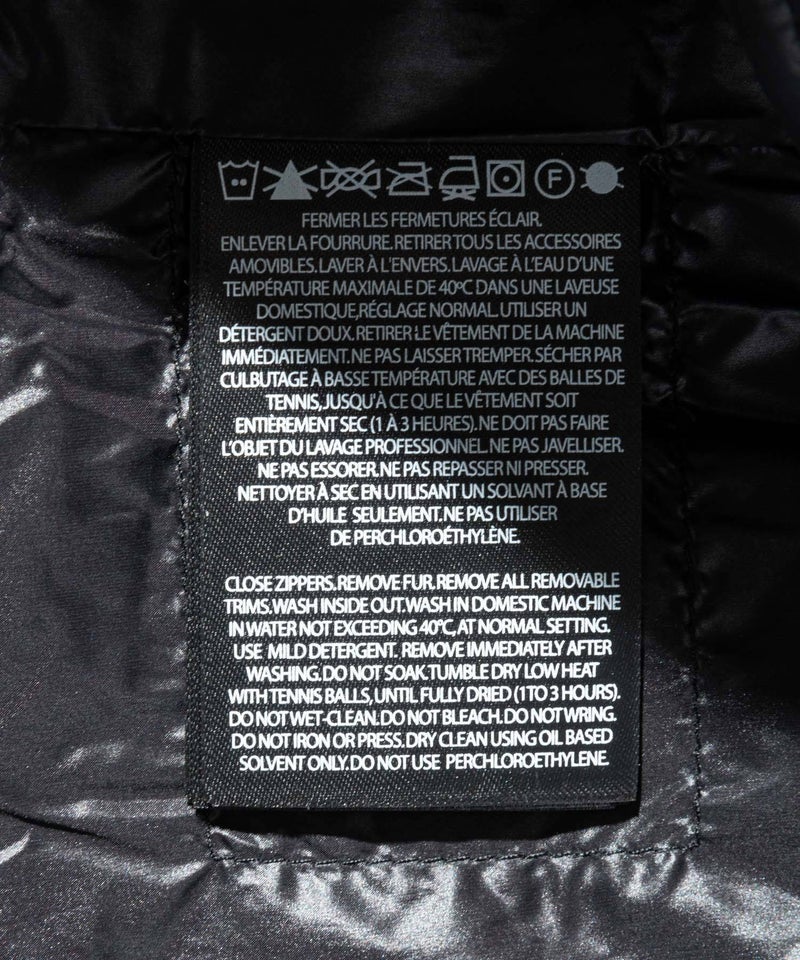 F
FERMER LES FERMETURES ÉCLAIR.
ENLEVER LA FOURRURE. RETIRER TOUS LES ACCESSOIRES
AMOVIBLES. LAVER À L'ENVERS. LAVAGE À L'EAU D'UNE
TEMPÉRATURE MAXIMALE DE 40ºC DANS UNE LAVEUSE
DOMESTIQUE, RÉGLAGE NORMAL. UTILISER UN
DÉTERGENT DOUX. RETIRER LE VÊTEMENT DE LA MACHINE
IMMÉDIATEMENT. NE PAS LAISSER TREMPER. SÉCHER PAR
CULBUTAGE À BASSE TEMPÉRATURE AVEC DES BALLES DE
TENNIS, JUSQU'À CE QUE LE VÊTEMENT SOIT
ENTIÈREMENT SEC (1 À 3 HEURES). NE DOIT PAS FAIRE
L'OBJET DU LAVAGE PROFESSIONNEL. NE PAS JAVELLISER.
NE PAS ESSORER. NE PAS REPASSER NI PRESSER.
NETTOYER À SEC EN UTILISANT UN SOLVANT À BASE
D'HUILE SEULEMENT. NE PAS UTILISER
DE PERCHLOROÉTHYLÈNE.
CLOSE ZIPPERS. REMOVE FUR. REMOVE ALL REMOVABLE
TRIMS. WASH INSIDE OUT. WASH IN DOMESTIC MACHINE
IN WATER NOT EXCEEDING 40ºC, AT NORMAL SETTING.
USE MILD DETERGENT. REMOVE IMMEDIATELY AFTER
WASHING. DO NOT SOAK. TUMBLE DRY LOW HEAT
WITH TENNIS BALLS, UNTIL FULLY DRIED (1 TO 3 HOURS).
DO NOT WET-CLEAN. DO NOT BLEACH. DO NOT WRING.
DO NOT IRON OR PRESS. DRY CLEAN USING OIL BASED
SOLVENT ONLY. DO NOT USE PERCHLOROETHYLENE.